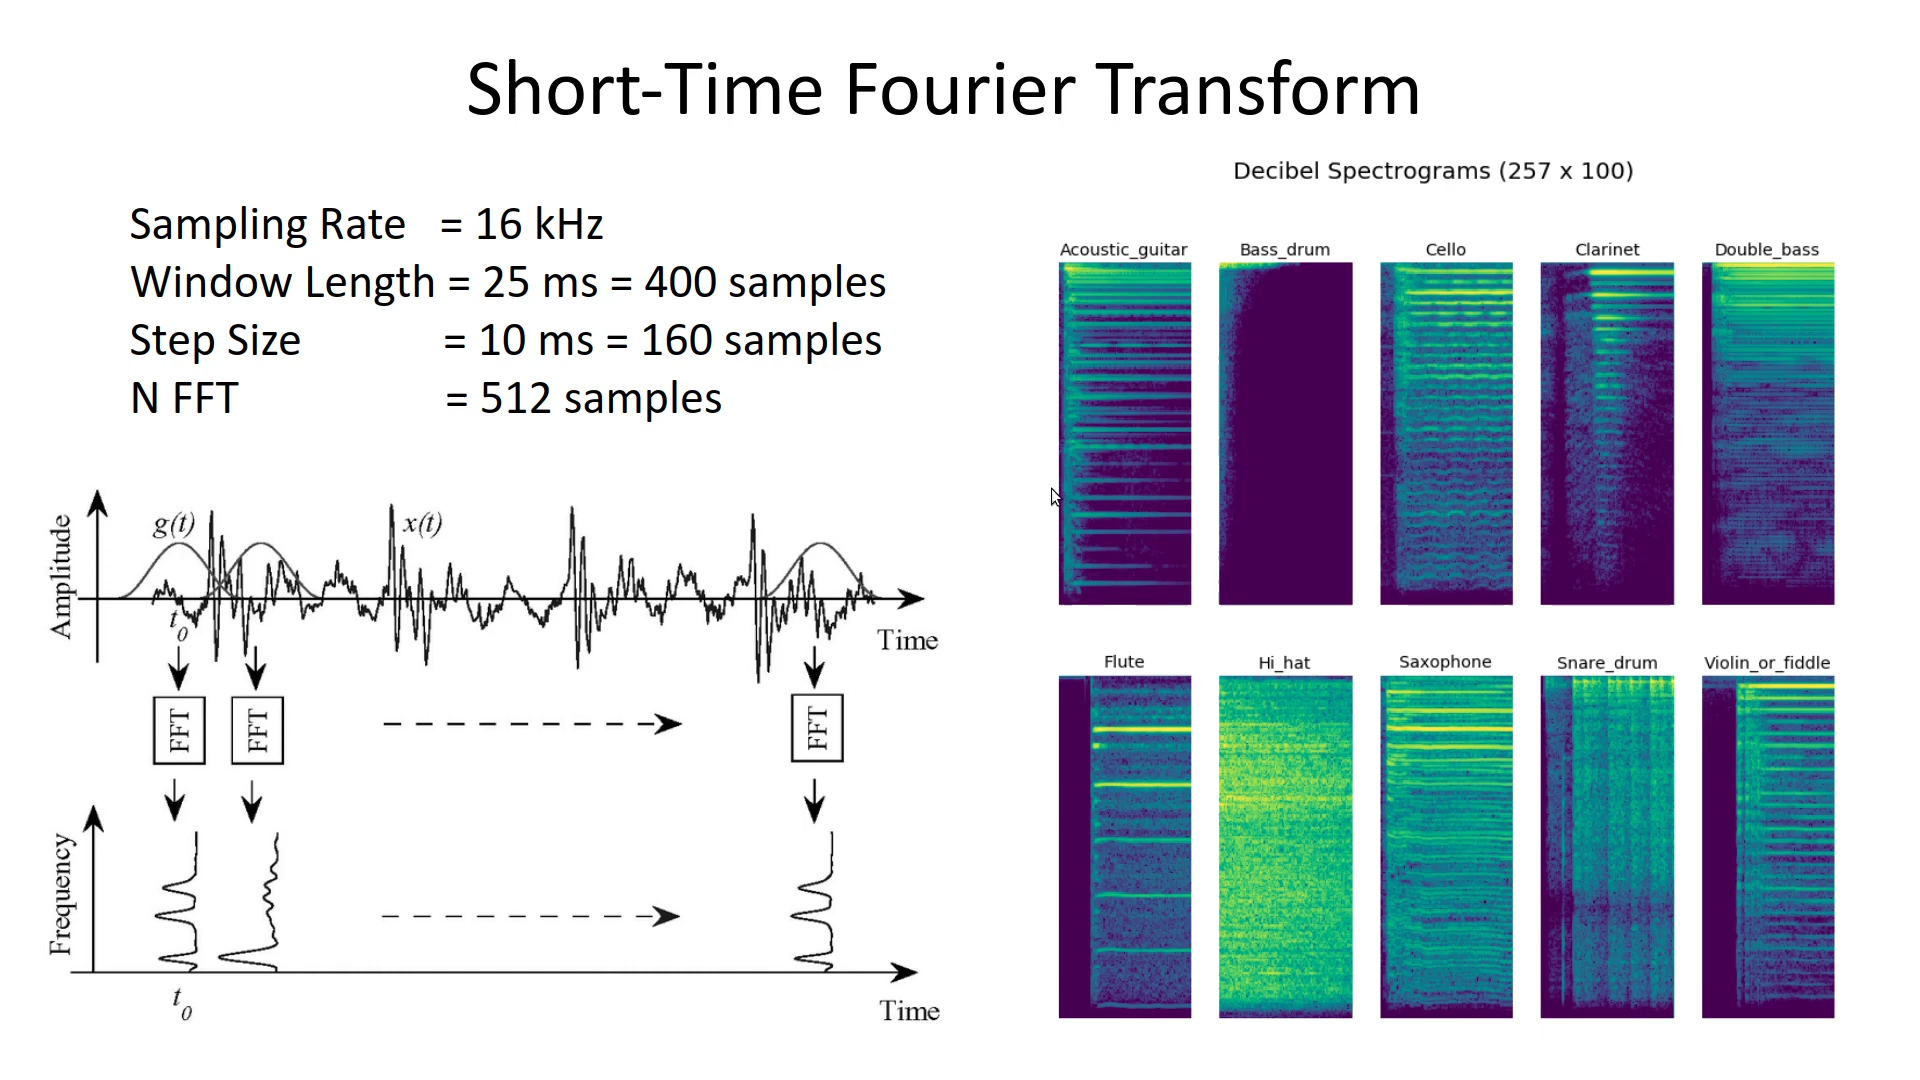 Short-Time Fourier Transform
Sampling Rate = 16 kHz
Window Length = 25 ms = 400 samples
Step Size = 10 ms = 160 samples
N FFT = 512 samples
Amplitude
g(t)
x(t)
t0
Time
FFT
FFT
FFT
Frequency
t0
Time
Decibel Spectrograms (257 x 100)
Acoustic_guitar
Bass_drum
Cello
Clarinet
Double_bass
Flute
Hi_hat
Saxophone
Snare_drum
Violin_or_fiddle